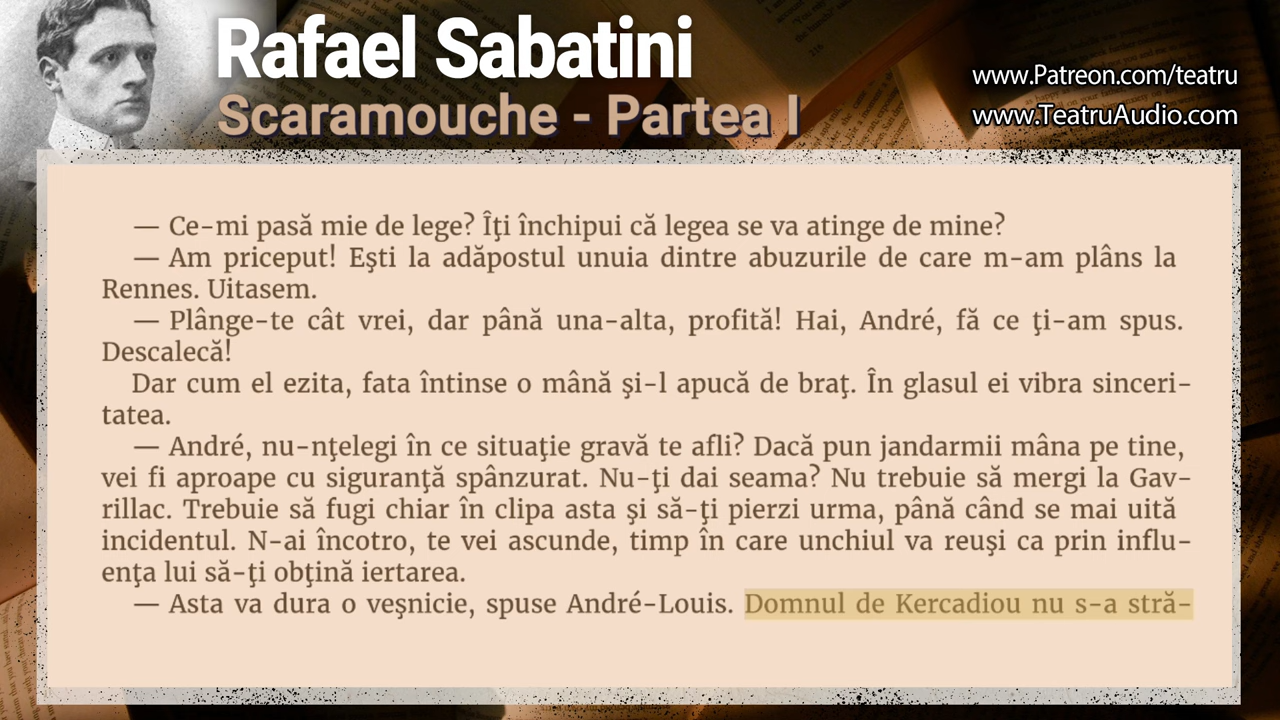 Rafael Sabatini
Scaramouche - Partea I
www.Patreon.com/teatru
www.TeatruAudio.com
— Ce-mi pasă mie de lege? Îţi închipui că legea se va atinge de mine?
— Am priceput! Eşti la adăpostul unuia dintre abuzurile de care m-am plâns la
Rennes. Uitasem.
— Plânge-te cât vrei, dar până una-alta, profită! Hai, André, fă ce ţi-am spus.
Descalecă!
Dar cum el ezita, fata întinse o mână şi-l apucă de braţ. În glasul ei vibra sinceri-
tatea.
— André, nu-nţelegi în ce situaţie gravă te afli? Dacă pun jandarmii mâna pe tine,
vei fi aproape cu siguranţă spânzurat. Nu-ţi dai seama? Nu trebuie să mergi la Gav-
rillac. Trebuie să fugi chiar în clipa asta şi să-ţi pierzi urma, până când se mai uită
incidentul. N-ai încotro, te vei ascunde, timp în care unchiul va reuşi ca prin influ-
enţa lui să-ţi obţină iertarea.
— Asta va dura o veşnicie, spuse André-Louis. Domnul de Kercadiou nu s-a stră-